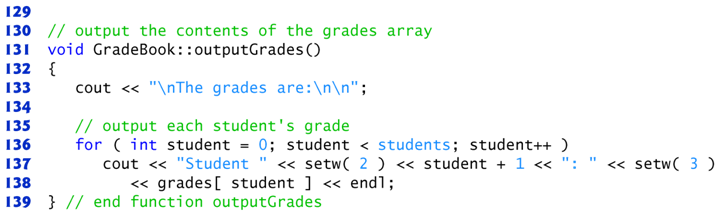 129
130 // output the contents of the grades array
131 void GradeBook::outputGrades()
132 {
133 cout << "\nThe grades are:\n\n";
134
135 // output each student's grade
136 for ( int student = 0; student < students; student++ )
137 cout << "Student " << setw( 2 ) << student + 1 << ": " << setw( 3 )
138 << grades[ student ] << endl;
139 } // end function outputGrades